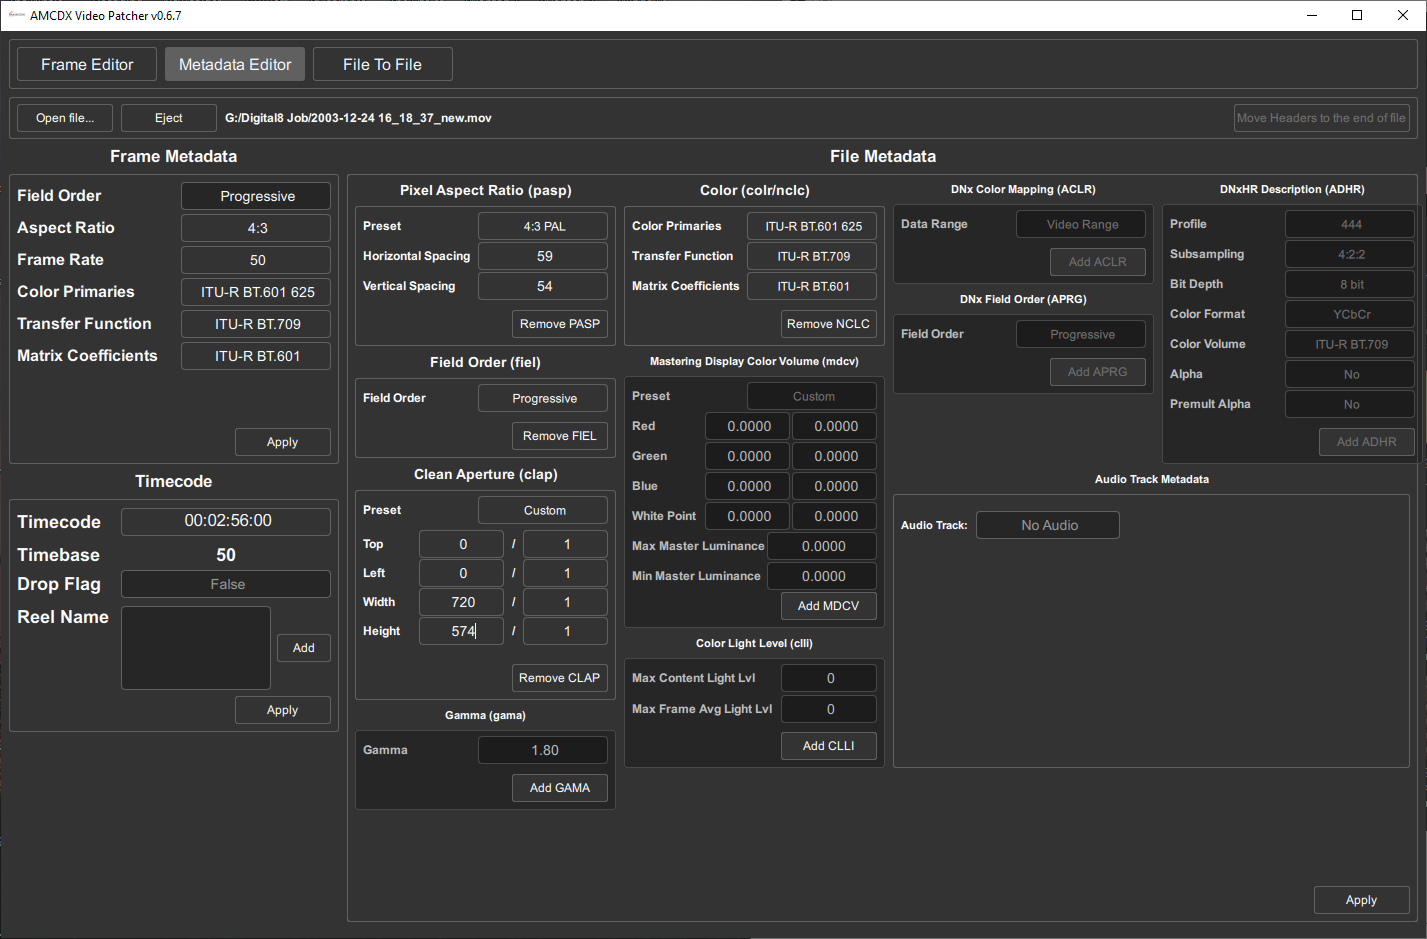 AMCDX Video Patcher v0.6.7
Frame Editor
Metadata Editor
File To File
Open file...
Eject
G:/Digital8 Job/2003-12-24 16_18_37_new.mov
Move Headers to the end of file
Frame Metadata
Field Order Progressive
Aspect Ratio 4:3
Frame Rate 50
Color Primaries ITU-R BT.601 625
Transfer Function ITU-R BT.709
Matrix Coefficients ITU-R BT.601
Apply
Timecode
Timecode 00:02:56:00
Timebase 50
Drop Flag False
Reel Name
Add
Apply
File Metadata
Pixel Aspect Ratio (pasp)
Preset 4:3 PAL
Horizontal Spacing 59
Vertical Spacing 54
Remove PASP
Field Order (fiel)
Field Order Progressive
Remove FIEL
Clean Aperture (clap)
Preset Custom
Top 0 / 1
Left 0 / 1
Width 720 / 1
Height 574 / 1
Remove CLAP
Gamma (gama)
Gamma 1.80
Add GAMA
Color (colr/nclc)
Color Primaries ITU-R BT.601 625
Transfer Function ITU-R BT.709
Matrix Coefficients ITU-R BT.601
Remove NCLC
Mastering Display Color Volume (mdcv)
Preset Custom
Red 0.0000 0.0000
Green 0.0000 0.0000
Blue 0.0000 0.0000
White Point 0.0000 0.0000
Max Master Luminance 0.0000
Min Master Luminance 0.0000
Add MDCV
Color Light Level (clli)
Max Content Light Lvl 0
Max Frame Avg Light Lvl 0
Add CLLI
DNx Color Mapping (ACLR)
Data Range Video Range
Add ACLR
DNx Field Order (APRG)
Field Order Progressive
Add APRG
DNxHR Description (ADHR)
Profile 444
Subsampling 4:2:2
Bit Depth 8 bit
Color Format YCbCr
Color Volume ITU-R BT.709
Alpha No
Premult Alpha No
Add ADHR
Audio Track Metadata
Audio Track: No Audio
Apply